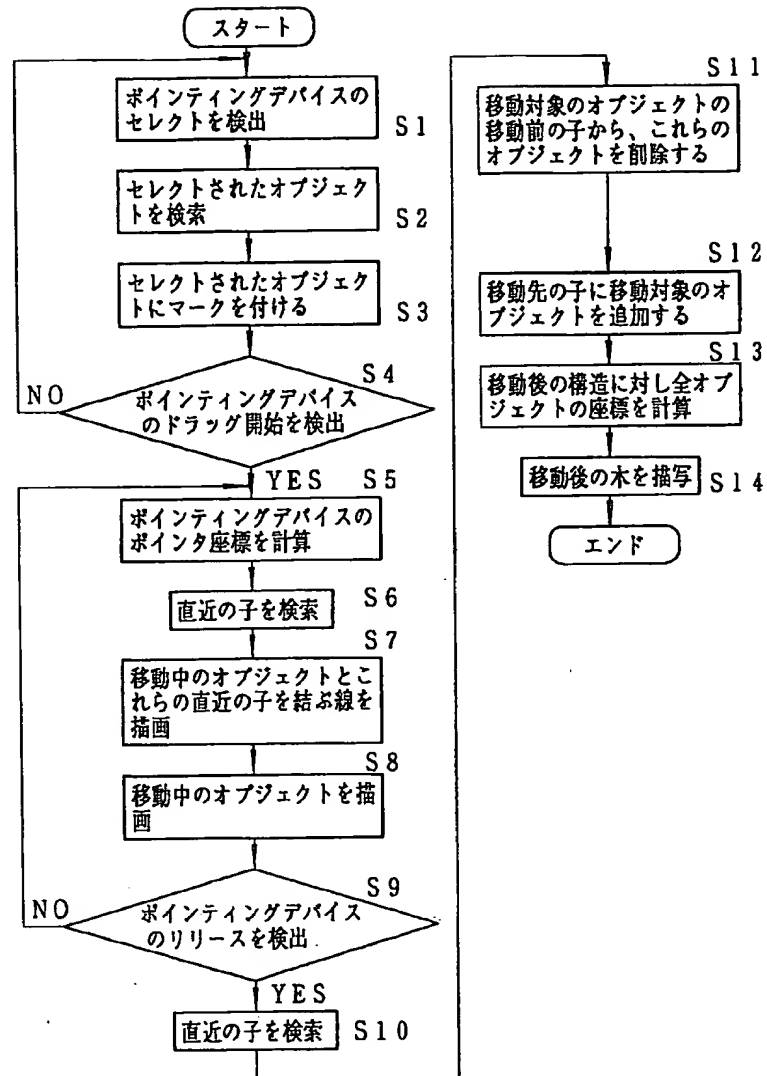 スタート
ポインティングデバイスの
セレクトを検出
S1
セレクトされたオブジェク
トを検索
S2
セレクトされたオブジェク
トにマークを付ける
S3
S4
ポインティングデバイス
のドラッグ開始を検出
NO
YES
S5
ポインティングデバイスの
ポインタ座標を計算
S6
直近の子を検索
S7
移動中のオブジェクトとこ
れらの直近の子を結ぶ線を
描画
S8
移動中のオブジェクトを描
画
S9
ポインティングデバイス
のリリースを検出
NO
YES
直近の子を検索
S10
S11
移動対象のオブジェクトの
移動前の子から、これらの
オブジェクトを削除する
S12
移動先の子に移動対象のオ
ブジェクトを追加する
S13
移動後の構造に対し全オブ
ジェクトの座標を計算
移動後の木を描写
S14
エンド